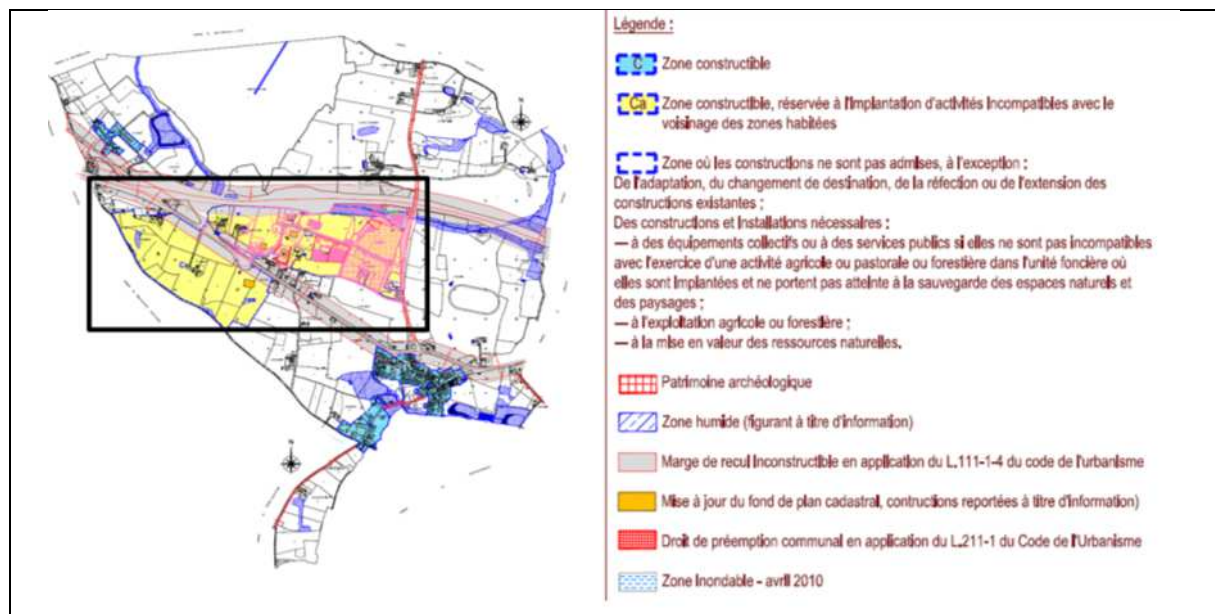 Légende :
C Zone constructible
Ca Zone constructible, réservée à l'implantation d'activités incompatibles avec le
voisinage des zones habitées
Zone où les constructions ne sont pas admises, à l'exception :
De l'adaptation, du changement de destination, de la réfection ou de l'extension des
constructions existantes ;
Des constructions et installations nécessaires :
— à des équipements collectifs ou à des services publics si elles ne sont pas incompatibles
avec l'exercice d'une activité agricole ou pastorale ou forestière dans l'unité foncière où
elles sont implantées et ne portent pas atteinte à la sauvegarde des espaces naturels et
des paysages ;
— à l'exploitation agricole ou forestière ;
— à la mise en valeur des ressources naturelles.
Patrimoine archéologique
Zone humide (figurant à titre d'information)
Marge de recul inconstructible en application du L.111-1-4 du code de l'urbanisme
Mise à jour du fond de plan cadastral, contructions reportées à titre d'information)
Droit de préemption communal en application du L.211-1 du Code de l'Urbanisme
Zone Inondable - avril 2010